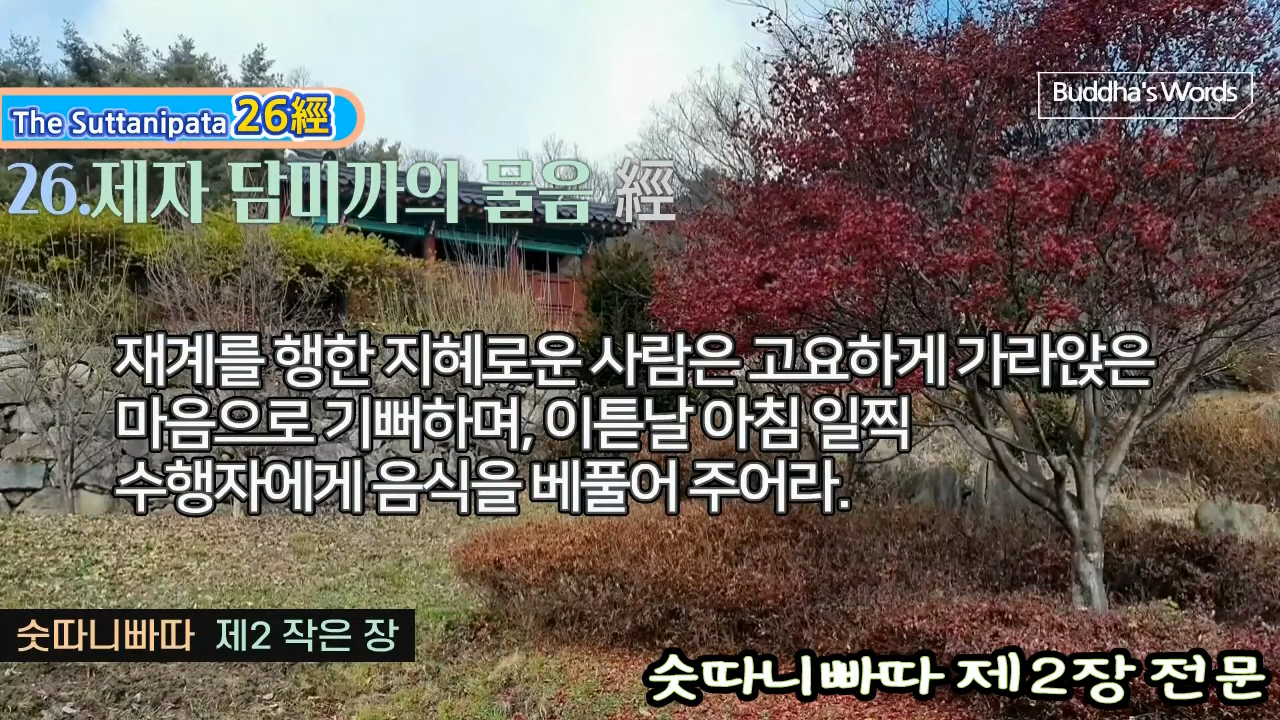 Buddha's Words
The Suttanipata 26經
26.제자 담미까의 물음 經
재계를 행한 지혜로운 사람은 고요하게 가라앉은
마음으로 기뻐하며, 이튿날 아침 일찍
수행자에게 음식을 베풀어 주어라.
숫따니빠따 제2 작은 장
숫따니빠따 제2장 전문